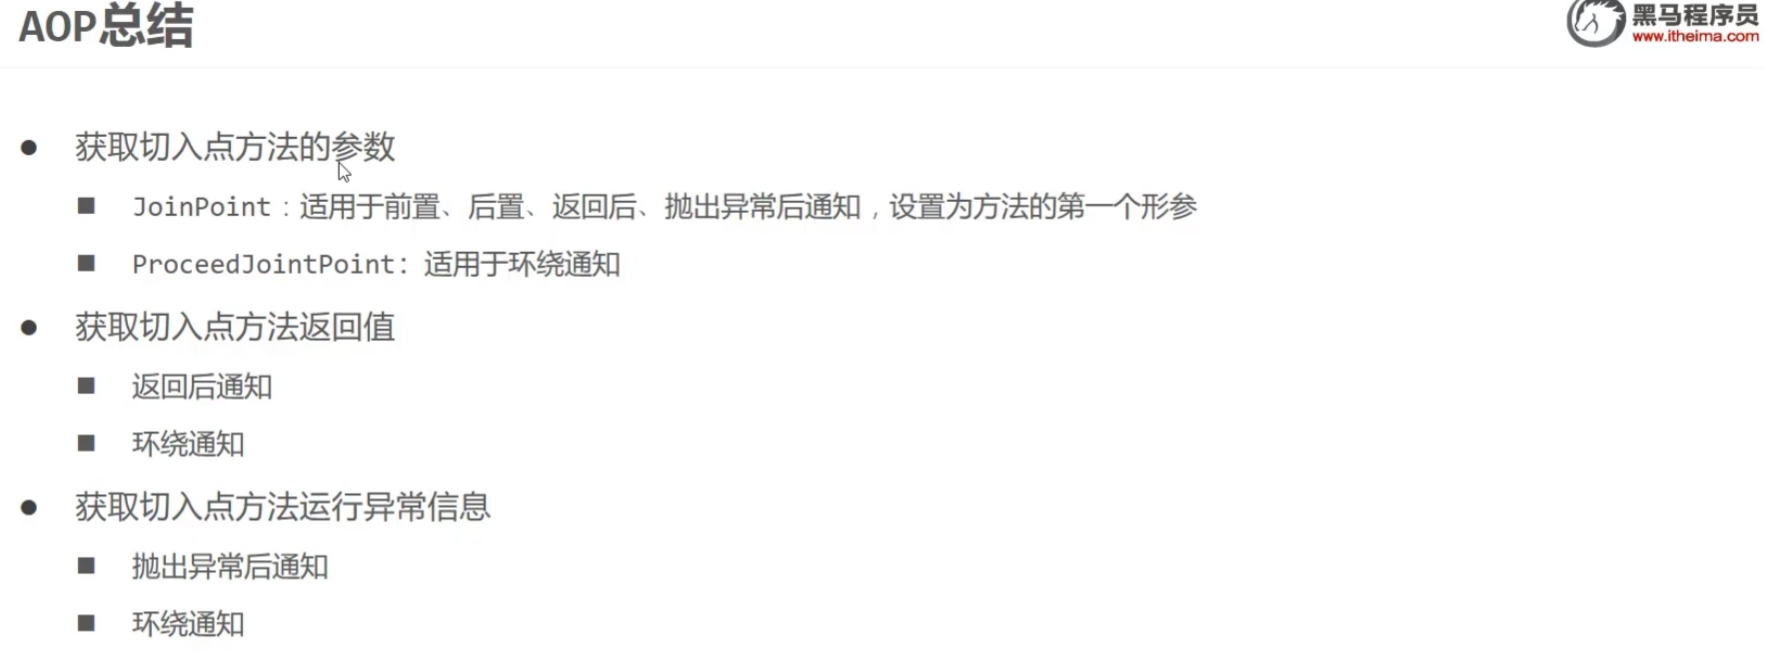 AOP总结
黑马程序员
www.itheima.com
获取切入点方法的参数
JoinPoint：适用于前置、后置、返回后、抛出异常后通知，设置为方法的第一个形参
ProceedJointPoint：适用于环绕通知
获取切入点方法返回值
返回后通知
环绕通知
获取切入点方法运行异常信息
抛出异常后通知
环绕通知